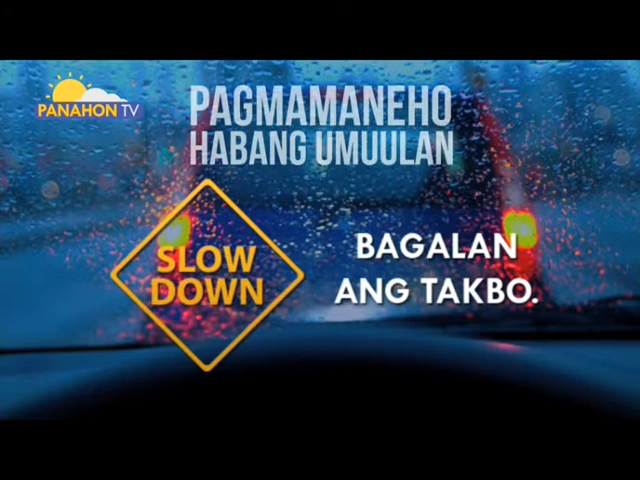 PANAHON TV
PAGMAMANEHO
HABANG UMUULAN
SLOW
DOWN
BAGALAN
ANG TAKBO.